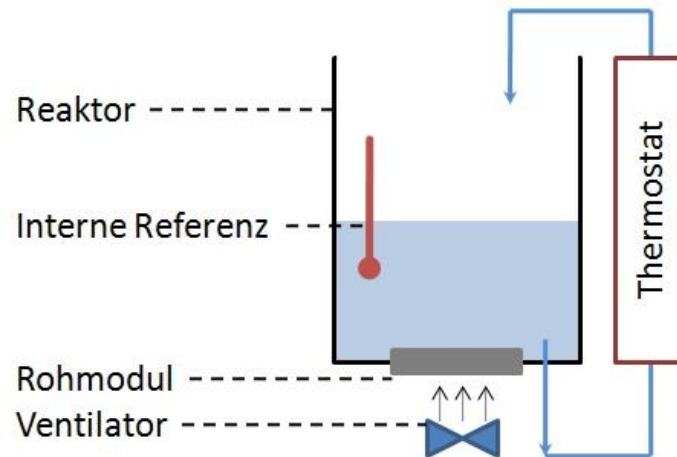 Reaktor
Interne Referenz
Rohmodul
Ventilator
Thermostat